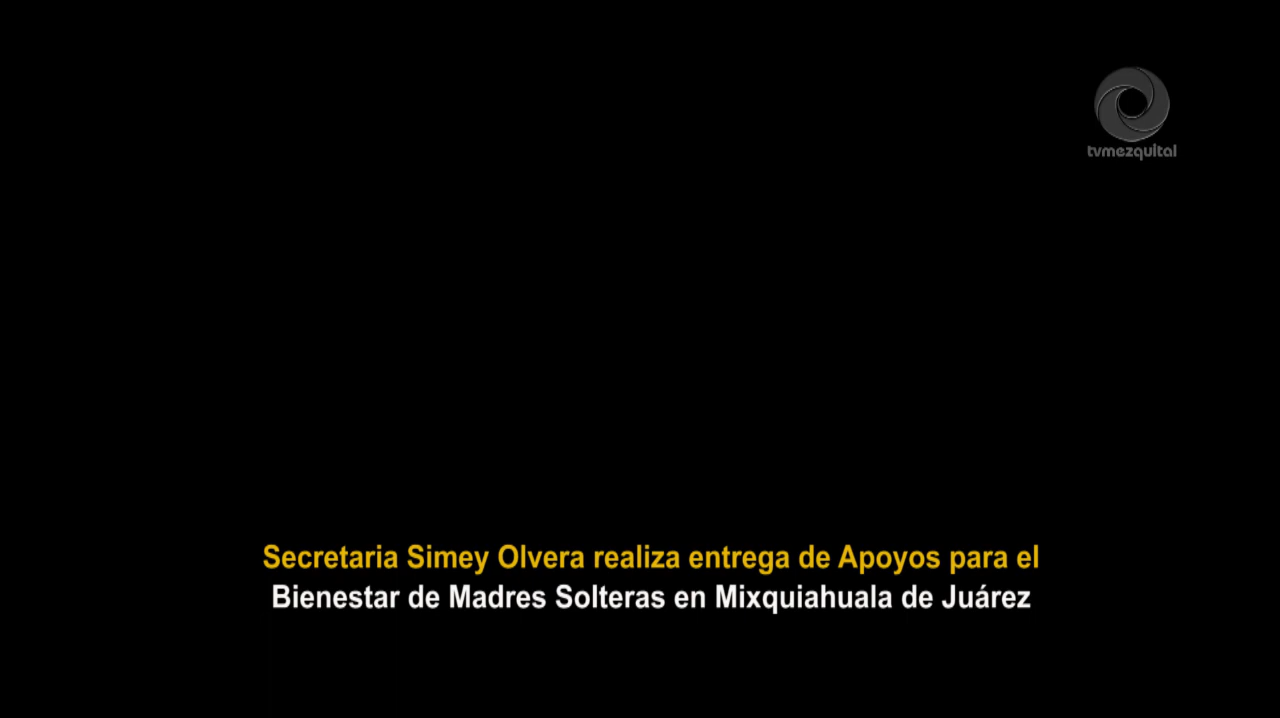 tvmezquital
Secretaria Simey Olvera realiza entrega de Apoyos para el
Bienestar de Madres Solteras en Mixquiahuala de Juárez